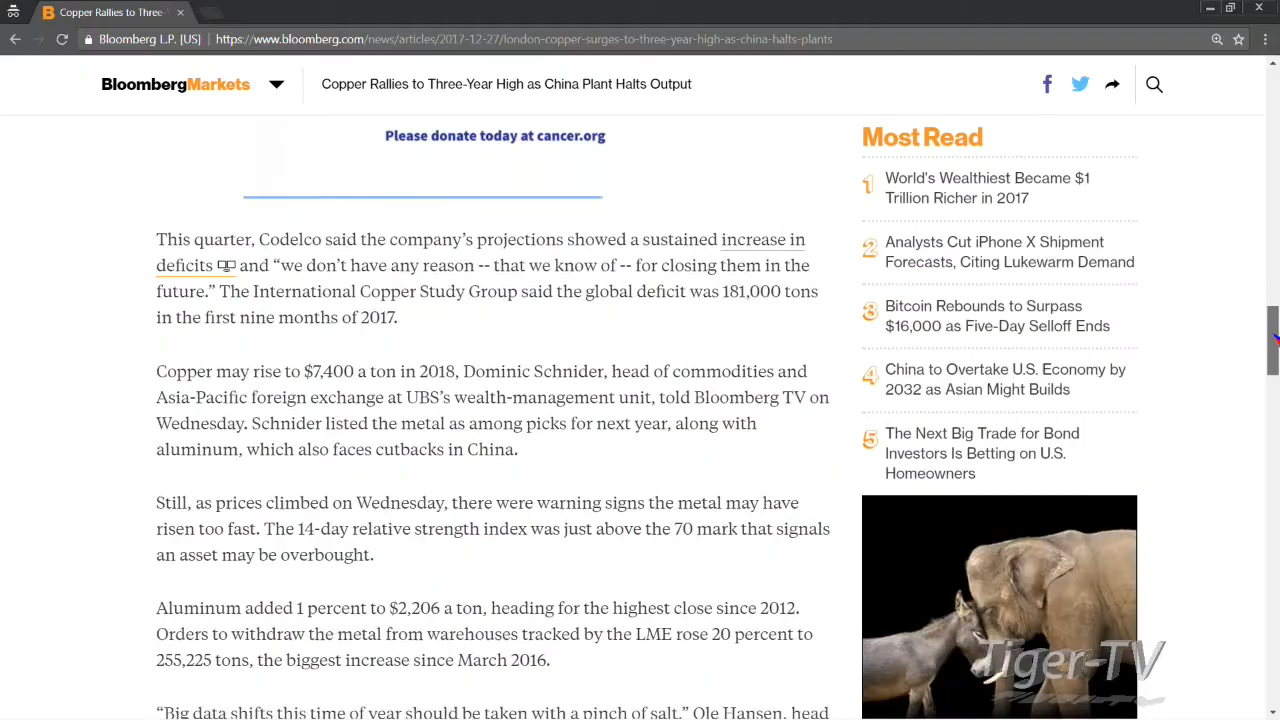 Copper Rallies to Three-
Bloomberg L.P. [US] | https://www.bloomberg.com/news/articles/2017-12-27/london-copper-surges-to-three-year-high-as-china-halts-plants
BloombergMarkets
Copper Rallies to Three-Year High as China Plant Halts Output
Please donate today at cancer.org
This quarter, Codelco said the company’s projections showed a sustained increase in
deficits and “we don’t have any reason -- that we know of -- for closing them in the
future.” The International Copper Study Group said the global deficit was 181,000 tons
in the first nine months of 2017.
Copper may rise to $7,400 a ton in 2018, Dominic Schnider, head of commodities and
Asia-Pacific foreign exchange at UBS’s wealth-management unit, told Bloomberg TV on
Wednesday. Schnider listed the metal as among picks for next year, along with
aluminum, which also faces cutbacks in China.
Still, as prices climbed on Wednesday, there were warning signs the metal may have
risen too fast. The 14-day relative strength index was just above the 70 mark that signals
an asset may be overbought.
Aluminum added 1 percent to $2,206 a ton, heading for the highest close since 2012.
Orders to withdraw the metal from warehouses tracked by the LME rose 20 percent to
255,225 tons, the biggest increase since March 2016.
“Big data shifts this time of year should be taken with a pinch of salt,” Ole Hansen, head
Most Read
1 World's Wealthiest Became $1
Trillion Richer in 2017
2 Analysts Cut iPhone X Shipment
Forecasts, Citing Lukewarm Demand
3 Bitcoin Rebounds to Surpass
$16,000 as Five-Day Selloff Ends
4 China to Overtake U.S. Economy by
2032 as Asian Might Builds
5 The Next Big Trade for Bond
Investors Is Betting on U.S.
Homeowners
Tiger-TV